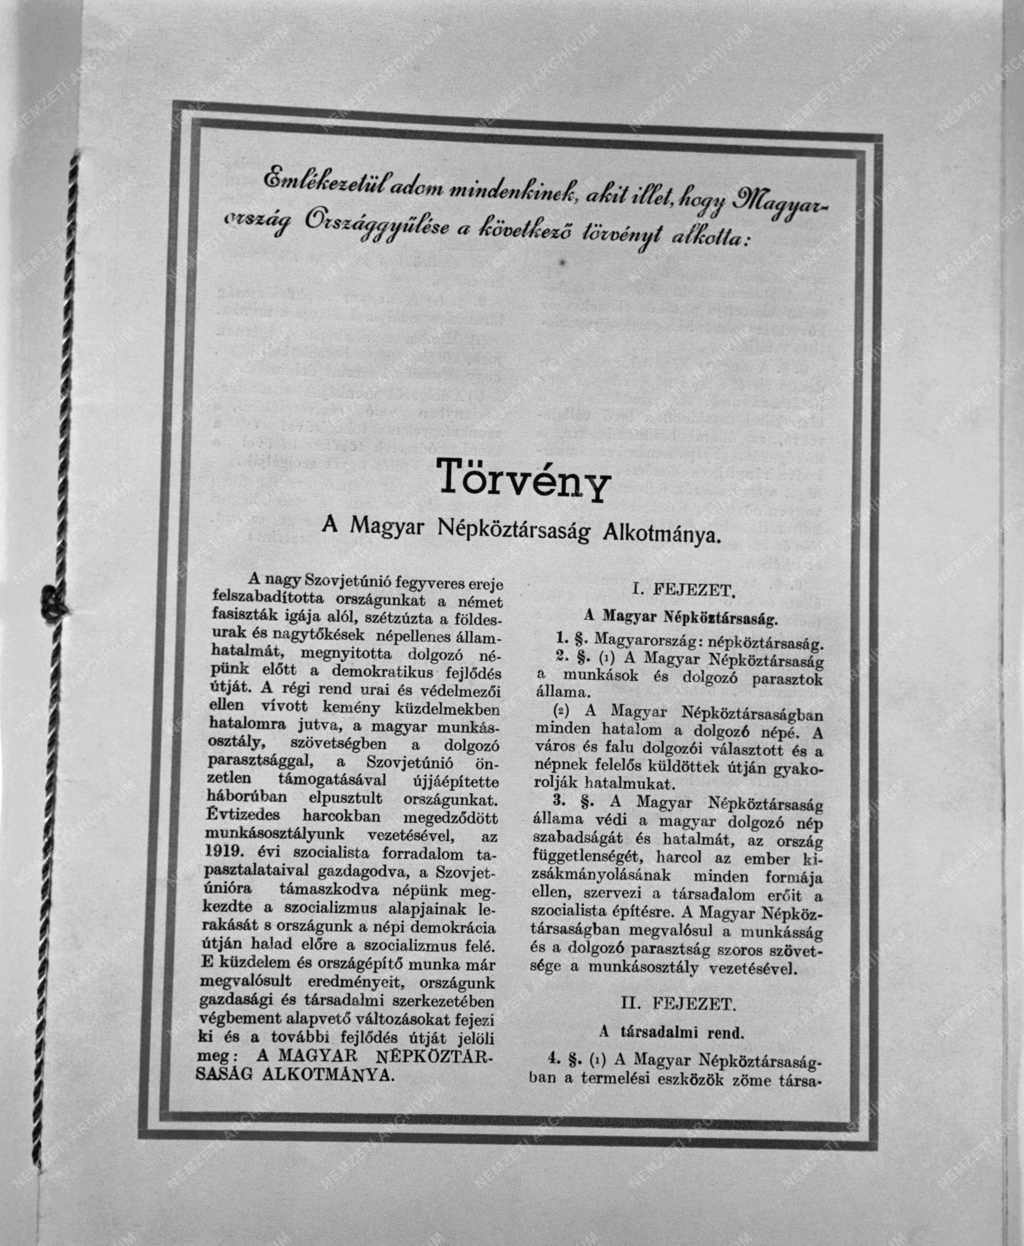 Emlékezetül adom mindenkinek, akit illet, hogy Magyar-
ország Országgyűlése a következő törvényt alkotta:
Törvény
A Magyar Népköztársaság Alkotmánya.
A nagy Szovjetúnió fegyveres ereje
felszabadította országunkat a német
fasiszták igája alól, szétzúzta a földes-
urak és nagytőkések népellenes állam-
hatalmát, megnyitotta dolgozó né-
pünk előtt a demokratikus fejlődés
útját. A régi rend urai és védelmezői
ellen vívott kemény küzdelmekben
hatalomra jutva, a magyar munkás-
osztály, szövetségben a dolgozó
parasztsággal, a Szovjetúnió ön-
zetlen támogatásával újjáépítette
háborúban elpusztult országunkat.
Évtizedes harcokban megedződött
munkásosztályunk vezetésével, az
1919. évi szocialista forradalom ta-
pasztalataival gazdagodva, a Szovjet-
únióra támaszkodva népünk meg-
kezdte a szocializmus alapjainak le-
rakását s országunk a népi demokrácia
útján halad előre a szocializmus felé.
E küzdelem és országépítő munka már
megvalósult eredményeit, országunk
gazdasági és társadalmi szerkezetében
végbement alapvető változásokat fejezi
ki és a további fejlődés útját jelöli
meg: A MAGYAR NÉPKÖZTÁR-
SASÁG ALKOTMÁNYA.
I. FEJEZET.
A Magyar Népköztársaság.
1. §. Magyarország: népköztársaság.
2. §. (1) A Magyar Népköztársaság
a munkások és dolgozó parasztok
állama.
(2) A Magyar Népköztársaságban
minden hatalom a dolgozó népé. A
város és falu dolgozói választott és a
népnek felelős küldöttek útján gyako-
rolják hatalmukat.
3. §. A Magyar Népköztársaság
állama védi a magyar dolgozó nép
szabadságát és hatalmát, az ország
függetlenségét, harcol az ember ki-
zsákmányolásának minden formája
ellen, szervezi a társadalom erőit a
szocialista építésre. A Magyar Népköz-
társaságban megvalósul a munkásság
és a dolgozó parasztság szoros szövet-
sége a munkásosztály vezetésével.
II. FEJEZET.
A társadalmi rend.
4. §. (1) A Magyar Népköztársaság-
ban a termelési eszközök zöme társa-